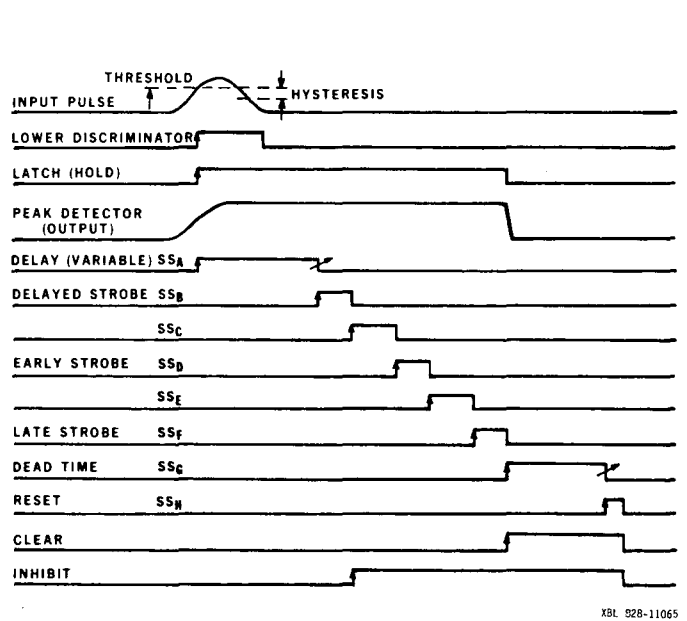 THRESHOLD
HYSTERESIS
INPUT PULSE
LOWER DISCRIMINATOR
LATCH (HOLD)
PEAK DETECTOR
(OUTPUT)
DELAY (VARIABLE) SSA
DELAYED STROBE SSB
SSC
EARLY STROBE SSD
SSE
LATE STROBE SSF
DEAD TIME SSG
RESET SSH
CLEAR
INHIBIT
XBL 828-11065